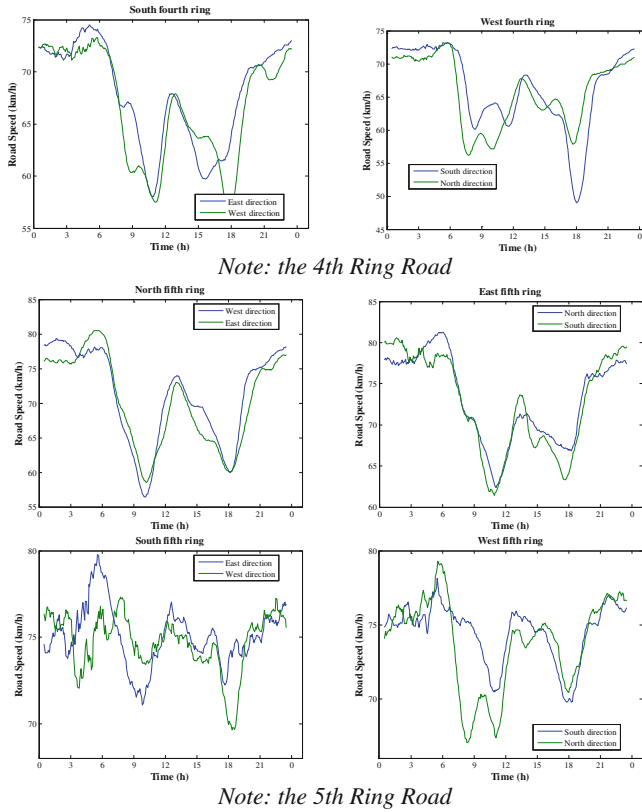 South fourth ring
Road Speed (km/h)
75
70
65
60
55
0 3 6 9 12 15 18 21 0
Time (h)
East direction
West direction
West fourth ring
Road Speed (km/h)
75
70
65
60
55
50
45
0 3 6 9 12 15 18 21 0
Time (h)
South direction
North direction
Note: the 4th Ring Road
North fifth ring
Road Speed (km/h)
85
80
75
70
65
60
55
0 3 6 9 12 15 18 21 0
Time (h)
West direction
East direction
East fifth ring
Road Speed (km/h)
85
80
75
70
65
60
0 3 6 9 12 15 18 21 0
Time (h)
North direction
South direction
South fifth ring
Road Speed (km/h)
80
75
70
0 3 6 9 12 15 18 21 0
Time (h)
East direction
West direction
West fifth ring
Road Speed (km/h)
80
75
70
0 3 6 9 12 15 18 21 0
Time (h)
South direction
North direction
Note: the 5th Ring Road